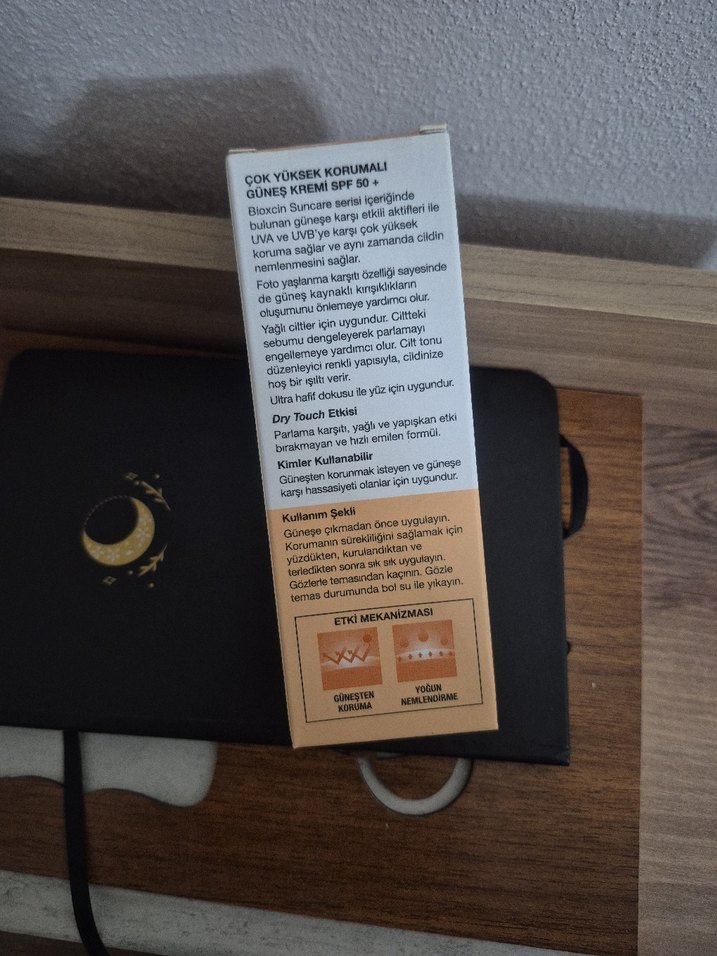 ÇOK YÜKSEK KORUMALI
GÜNEŞ KREMİ SPF 50 +
Bioxcin Suncare serisi içeriğinde
bulunan güneşe karşı etkili aktifleri ile
UVA ve UVB'ye karşı çok yüksek
koruma sağlar ve aynı zamanda cildin
nemlenmesini sağlar.
Foto yaşlanma karşıtı özelliği sayesinde
de güneş kaynaklı kırışıklıkların
oluşumunu önlemeye yardımcı olur.
Yağlı ciltler için uygundur. Ciltteki
sebumu dengeleyerek parlamayı
engellemeye yardımcı olur. Cilt tonu
düzenleyici renkli yapısıyla, cildinize
hoş bir ışıltı verir.
Ultra hafif dokusu ile yüz için uygundur.
Dry Touch Etkisi
Parlama karşıtı, yağlı ve yapışkan etki
bırakmayan ve hızlı emilen formül.
Kimler Kullanabilir
Güneşten korunmak isteyen ve güneşe
karşı hassasiyeti olanlar için uygundur.
Kullanım Şekli
Güneşe çıkmadan önce uygulayın.
Korumanın sürekliliğini sağlamak için
yüzdükten, kurulandıktan ve
terledikten sonra sık sık uygulayın.
Gözlerle temasından kaçının. Gözle
temas durumunda bol su ile yıkayın.
ETKİ MEKANİZMASI
GÜNEŞTEN
KORUMA
YOĞUN
NEMLENDİRME